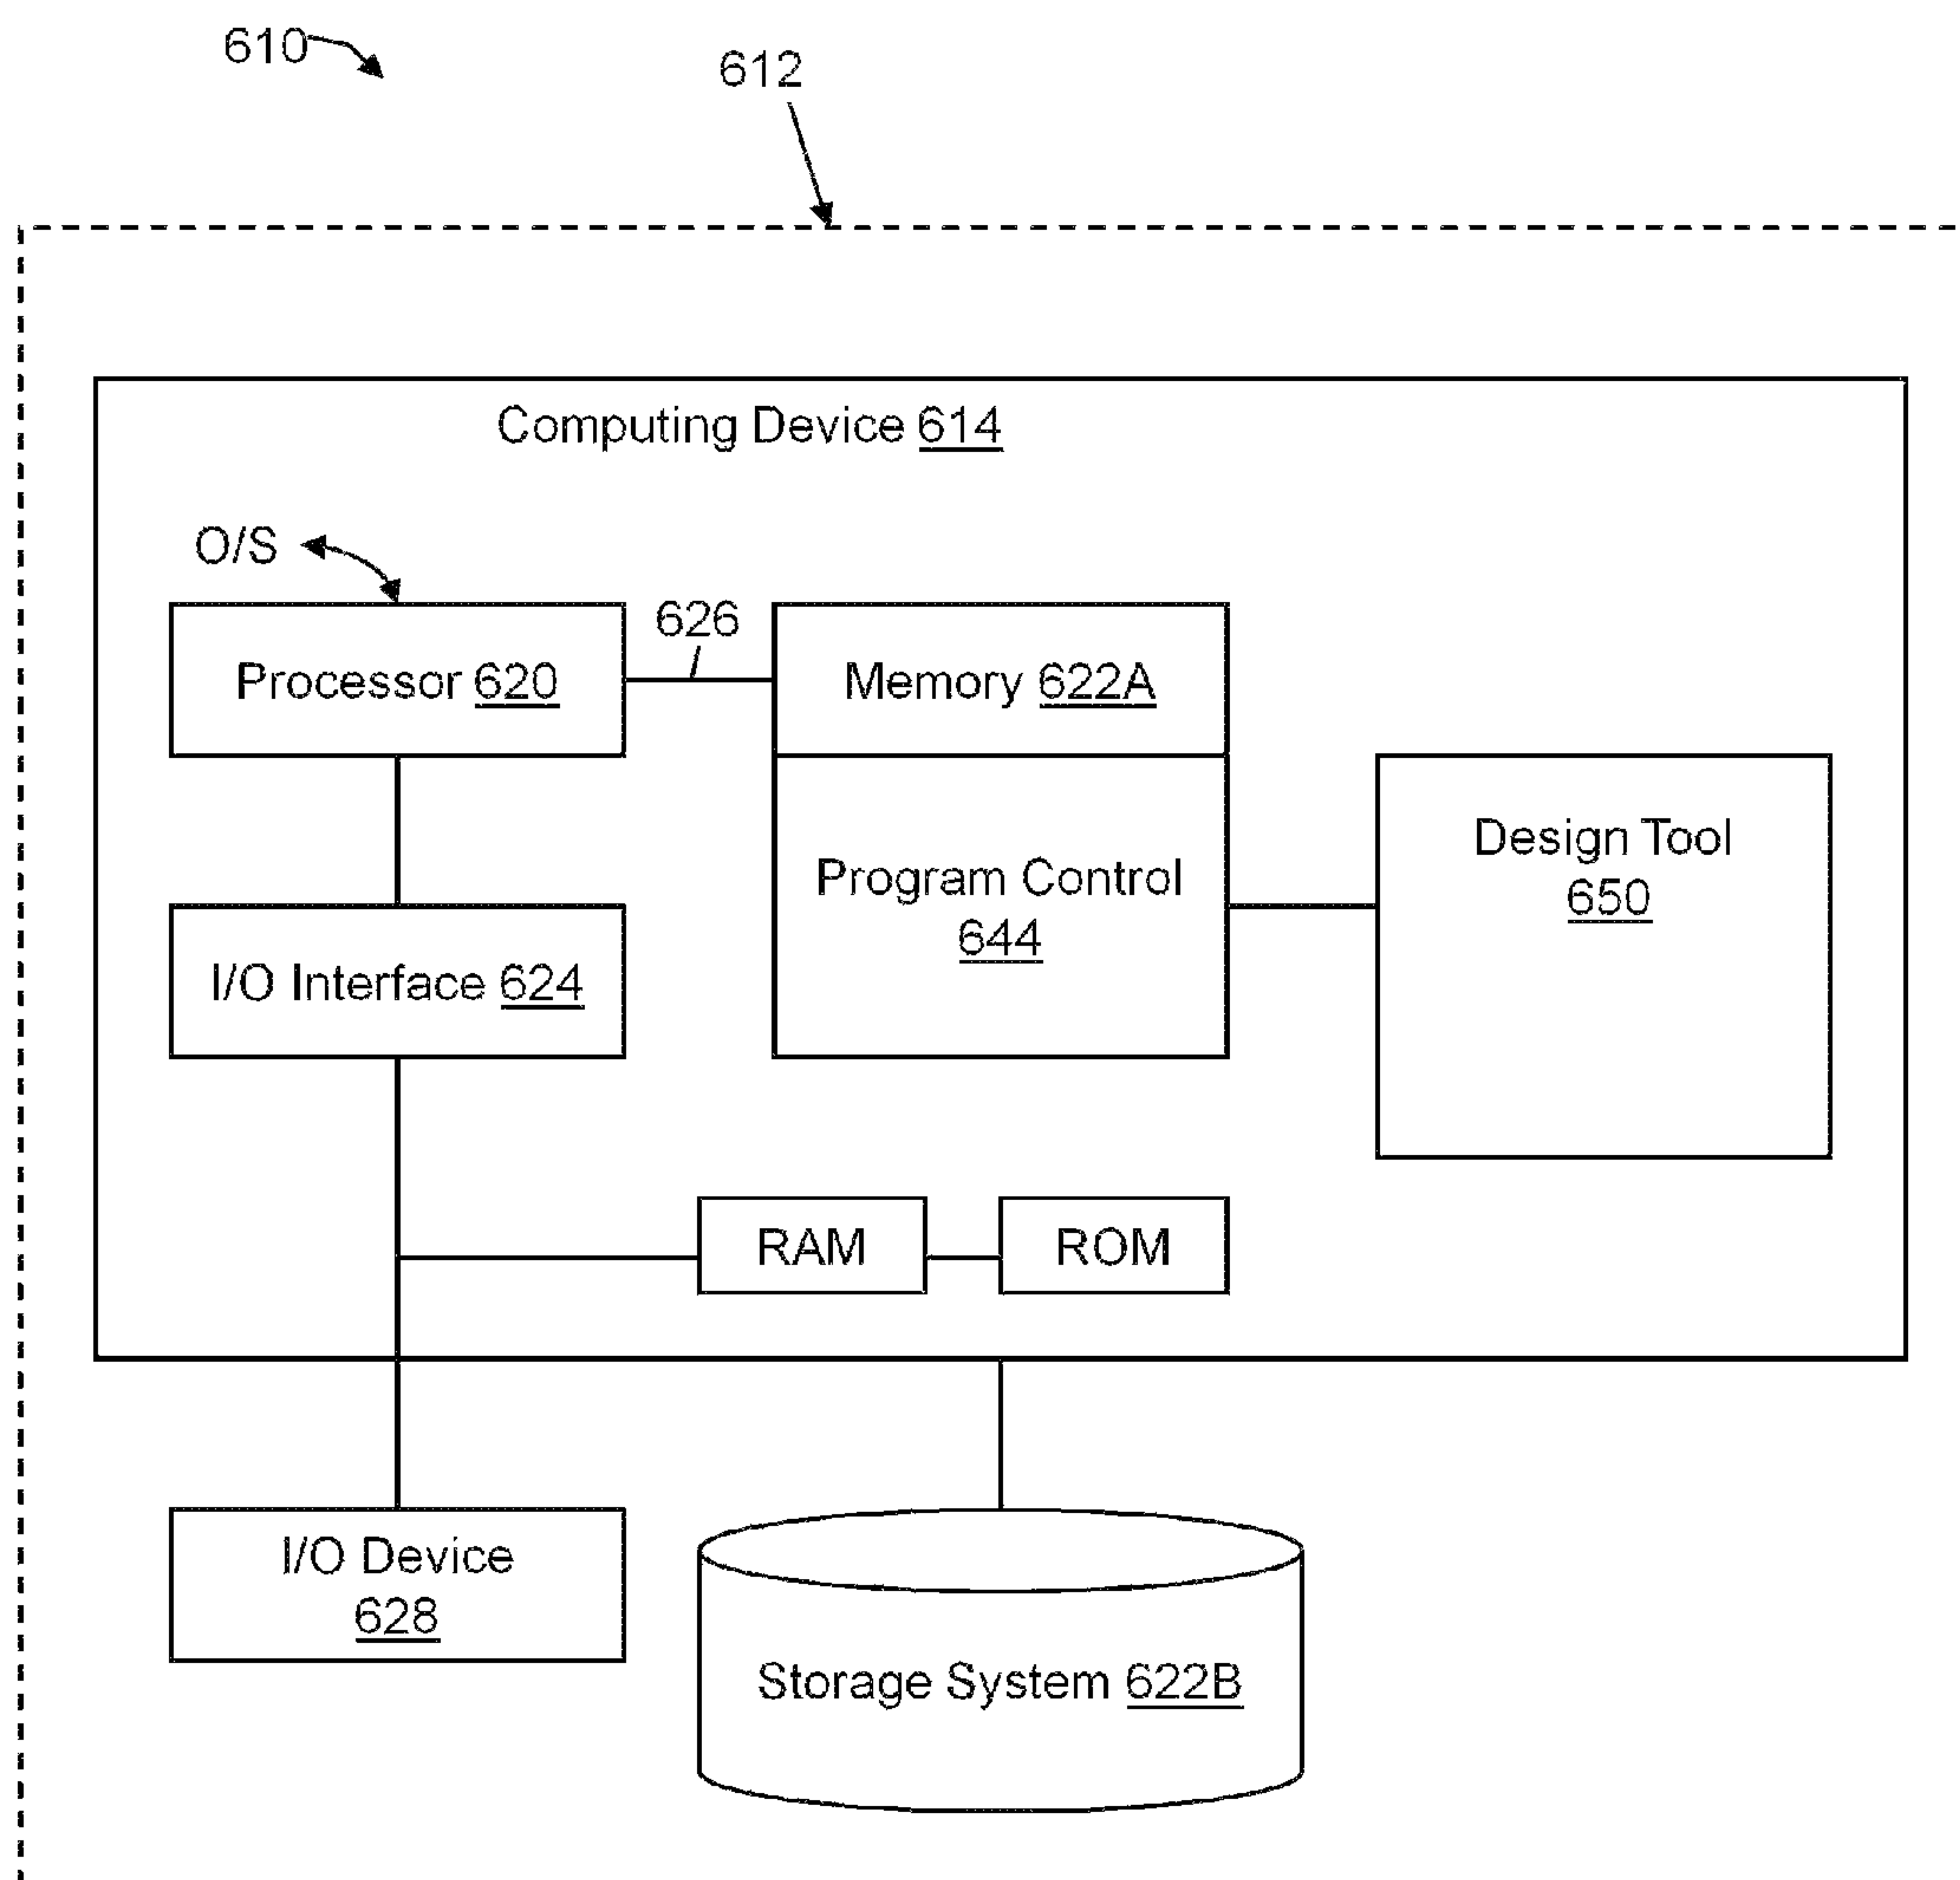 610
612
Computing Device 614
O/S
626
Processor 620
Memory 622A
Design Tool
650
Program Control
644
I/O Interface 624
RAM
ROM
I/O Device
628
Storage System 622B